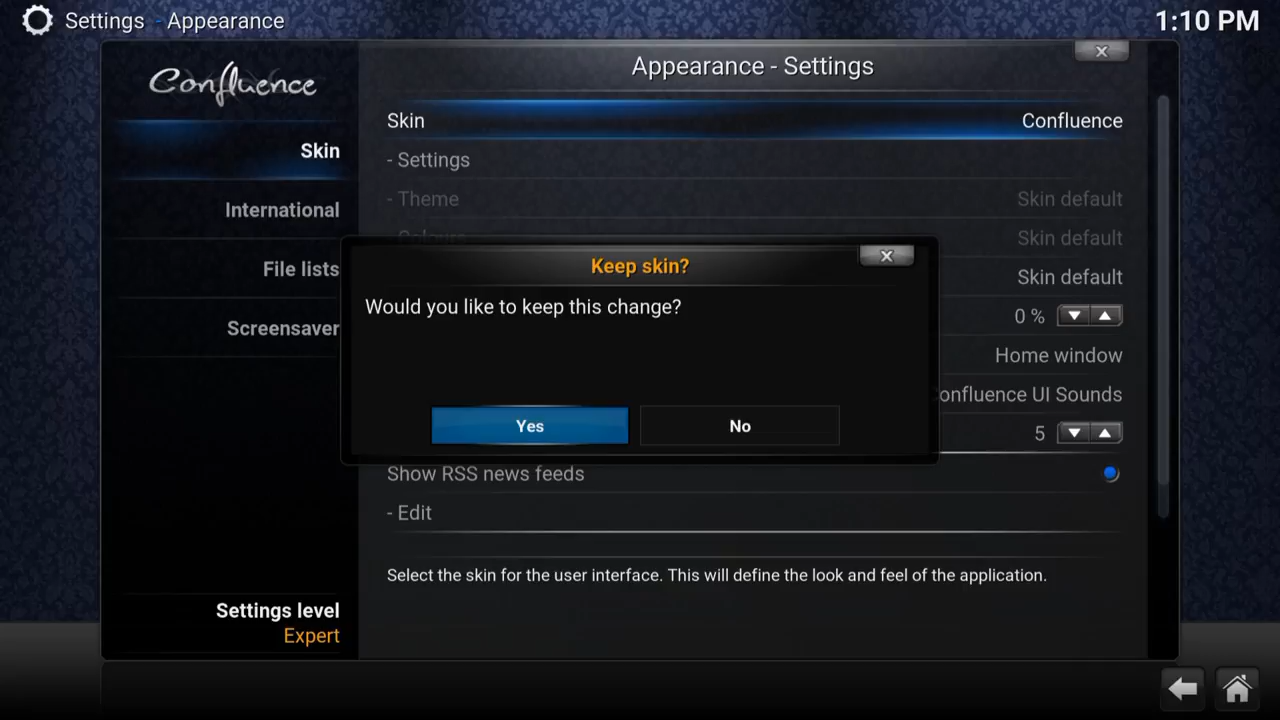 Settings - Appearance
1:10 PM
Confluence
Appearance - Settings
Skin
International
File lists
Screensaver
Settings level
Expert
Skin Confluence
- Settings
- Theme Skin default
- Colours Skin default
Skin default
0 %
Home window
onfluence UI Sounds
5
Show RSS news feeds
- Edit
Select the skin for the user interface. This will define the look and feel of the application.
Keep skin?
Would you like to keep this change?
Yes No